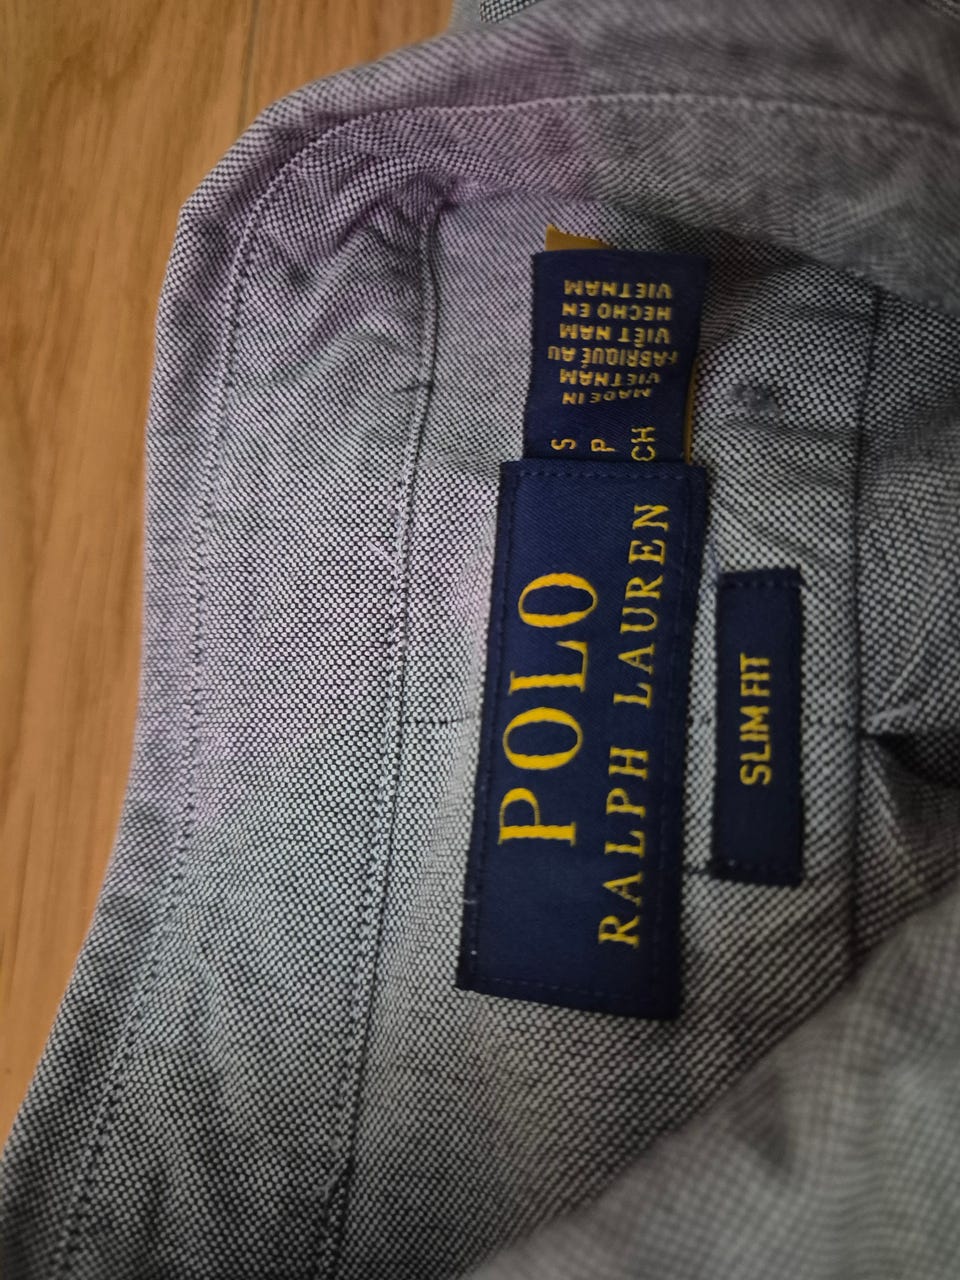 POLO
RALPH LAUREN
S
P
CH
MADE IN
VIETNAM
FABRIQUÉ AU
VIÊT NAM
HECHO EN
VIETNAM
SLIM FIT